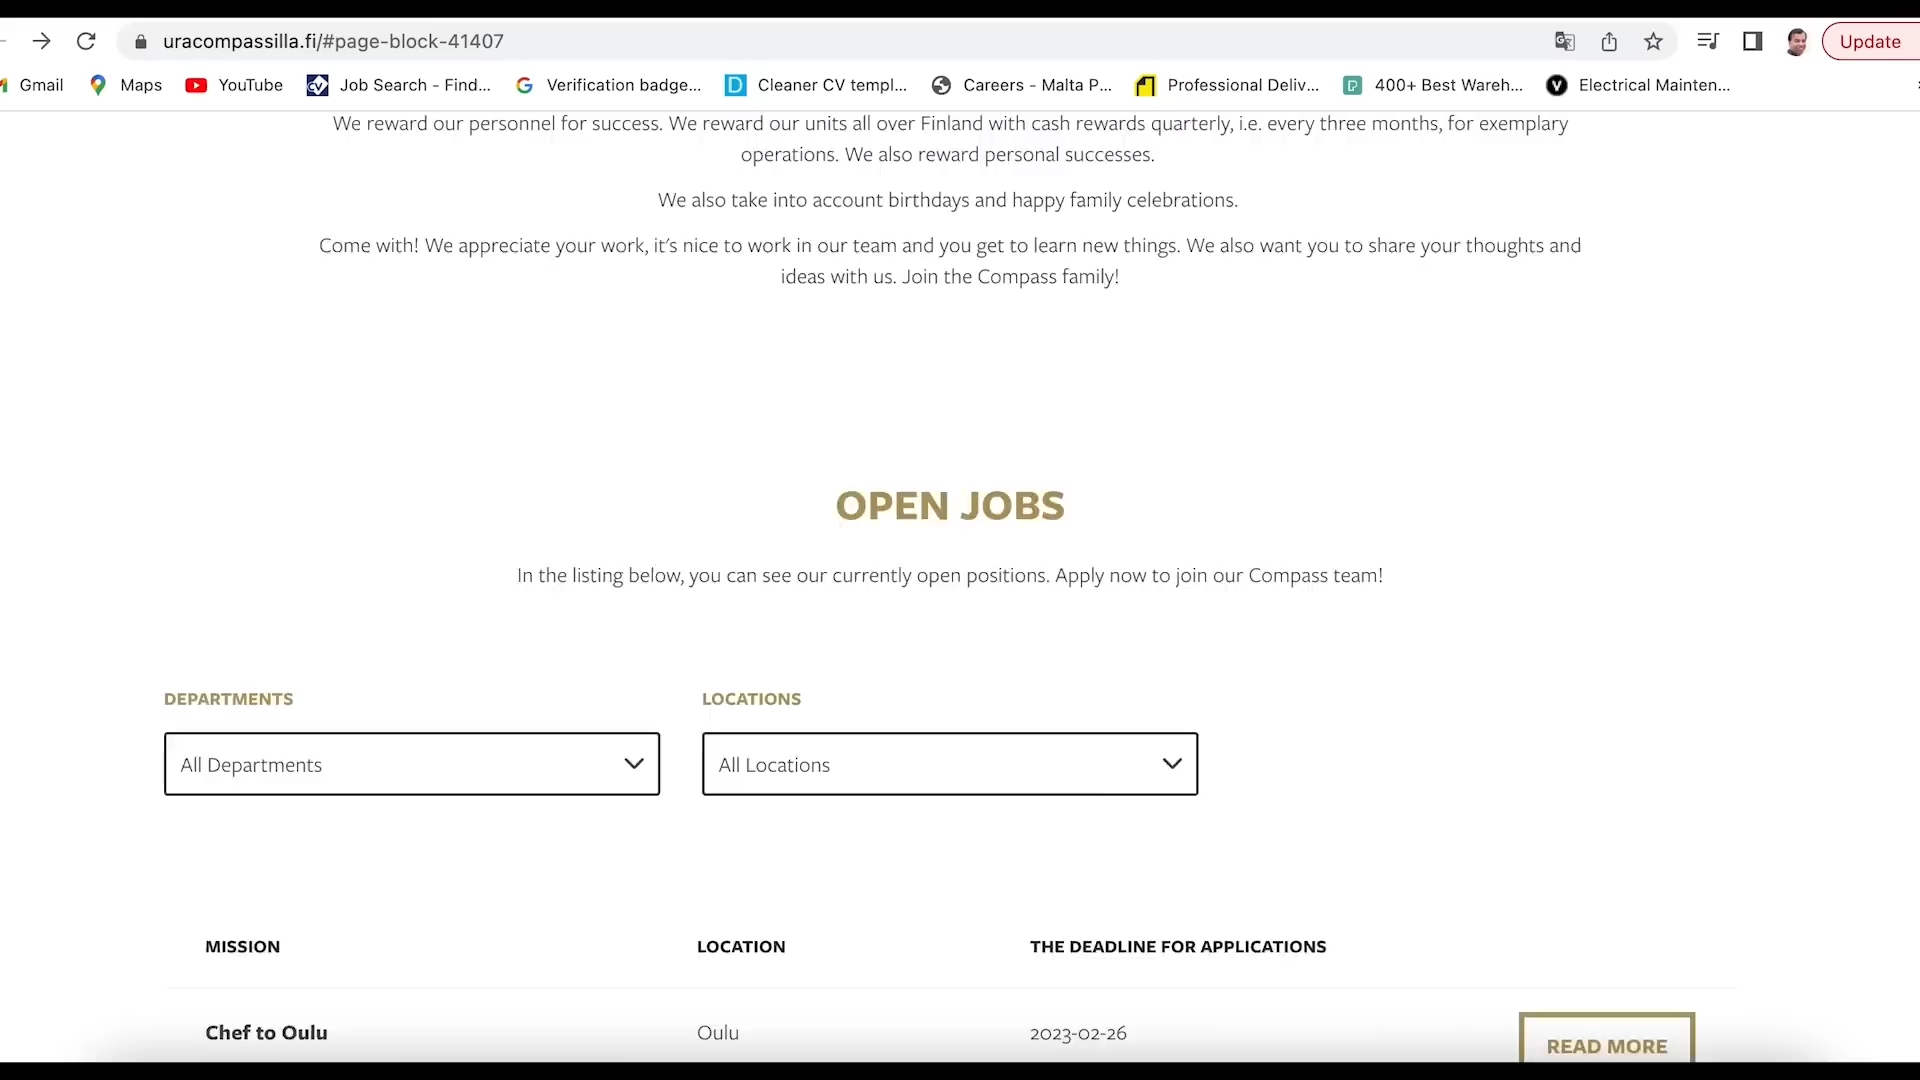 uracompassilla.fi/#page-block-41407
Update
Gmail
Maps
YouTube
Job Search - Find...
Verification badge...
Cleaner CV templ...
Careers - Malta P...
Professional Deliv...
400+ Best Wareh...
Electrical Mainten...
We reward our personnel for success. We reward our units all over Finland with cash rewards quarterly, i.e. every three months, for exemplary
operations. We also reward personal successes.
We also take into account birthdays and happy family celebrations.
Come with! We appreciate your work, it's nice to work in our team and you get to learn new things. We also want you to share your thoughts and
ideas with us. Join the Compass family!
OPEN JOBS
In the listing below, you can see our currently open positions. Apply now to join our Compass team!
DEPARTMENTS
LOCATIONS
All Departments
All Locations
MISSION
LOCATION
THE DEADLINE FOR APPLICATIONS
Chef to Oulu
Oulu
2023-02-26
READ MORE